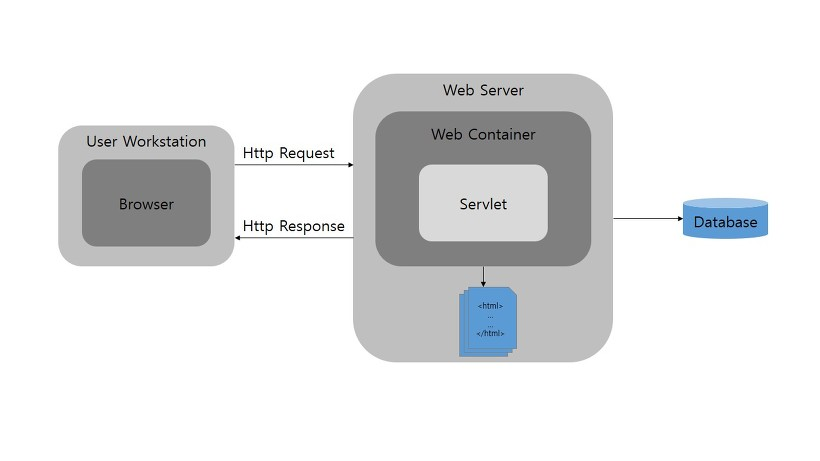 Web Server
Web Container
User Workstation
Http Request
Browser
Servlet
Http Response
Database
<html>
...
...
</html>